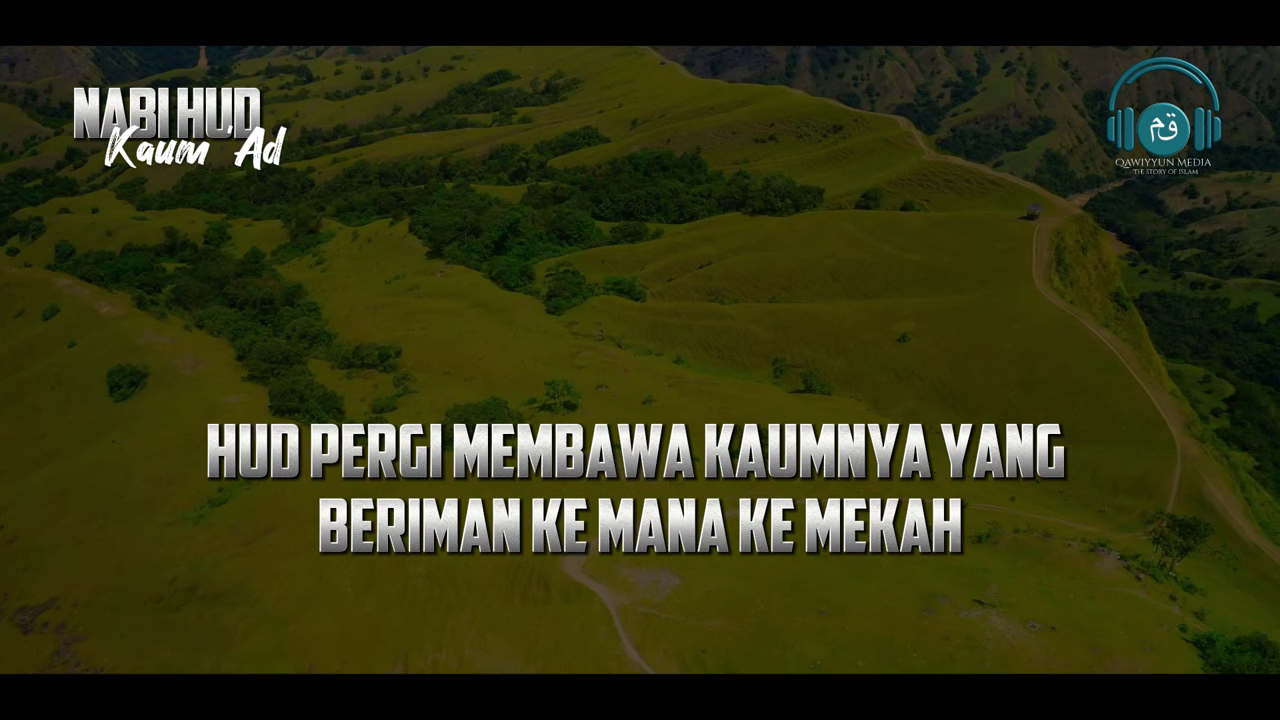 NABI HUD
Kaum 'Ad
قم
QAWIYYUN MEDIA
THE STORY OF ISLAM
HUD PERGI MEMBAWA KAUMNYA YANG
BERIMAN KE MANA KE MEKAH